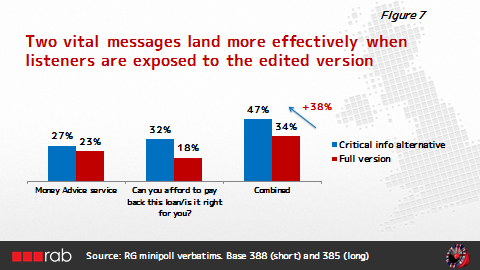 Figure 7
Two vital messages land more effectively when
listeners are exposed to the edited version
47%
+38%
27%
23%
32%
18%
34%
Critical info alternative
Full version
Money Advice service
Can you afford to pay
back this loan/is it right
for you?
Combined
rab
Source: RG minipoll verbatims. Base 388 (short) and 385 (long)